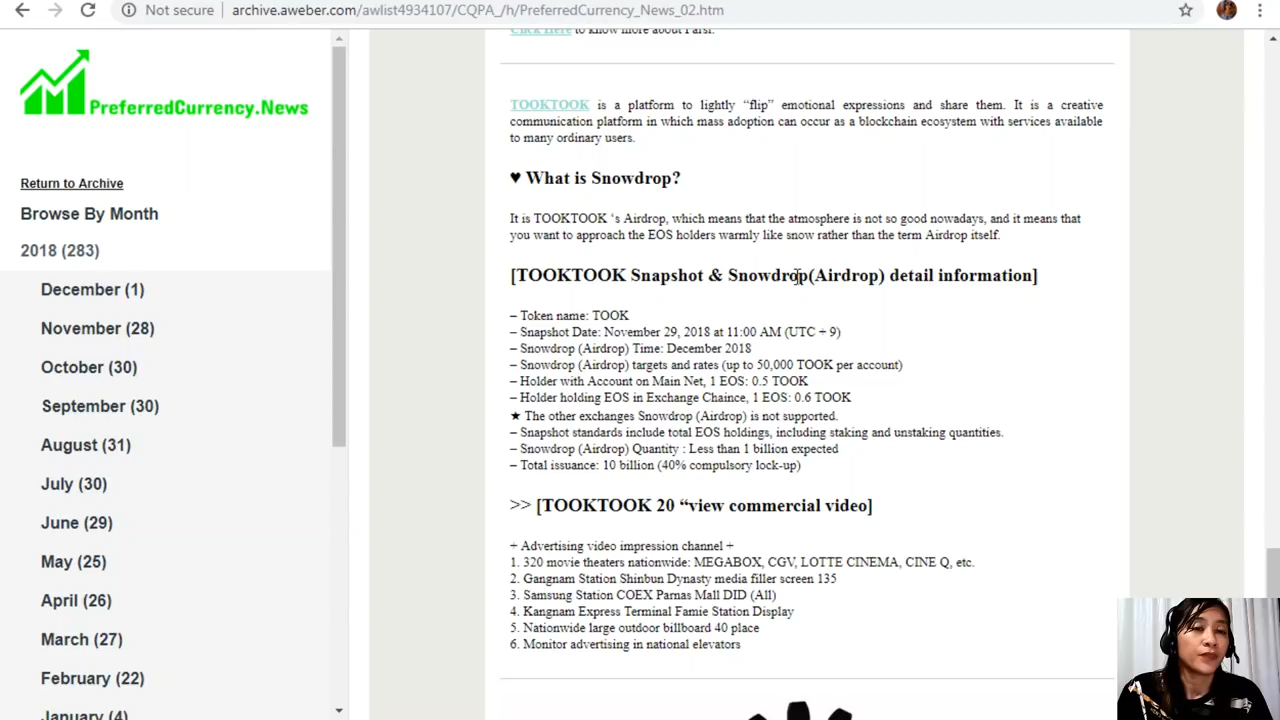 Not secure archive.aweber.com/awlist4934107/CQPA_/h/PreferredCurrency_News_02.htm
PreferredCurrency.News
Return to Archive
Browse By Month
2018 (283)
December (1)
November (28)
October (30)
September (30)
August (31)
July (30)
June (29)
May (25)
April (26)
March (27)
February (22)
January (4)
Click Here to know more about Parsl.
TOOKTOOK is a platform to lightly “flip” emotional expressions and share them. It is a creative
communication platform in which mass adoption can occur as a blockchain ecosystem with services available
to many ordinary users.
♥ What is Snowdrop?
It is TOOKTOOK ‘s Airdrop, which means that the atmosphere is not so good nowadays, and it means that
you want to approach the EOS holders warmly like snow rather than the term Airdrop itself.
[TOOKTOOK Snapshot & Snowdrop(Airdrop) detail information]
– Token name: TOOK
– Snapshot Date: November 29, 2018 at 11:00 AM (UTC + 9)
– Snowdrop (Airdrop) Time: December 2018
– Snowdrop (Airdrop) targets and rates (up to 50,000 TOOK per account)
– Holder with Account on Main Net, 1 EOS: 0.5 TOOK
– Holder holding EOS in Exchange Chaince, 1 EOS: 0.6 TOOK
★ The other exchanges Snowdrop (Airdrop) is not supported.
– Snapshot standards include total EOS holdings, including staking and unstaking quantities.
– Snowdrop (Airdrop) Quantity : Less than 1 billion expected
– Total issuance: 10 billion (40% compulsory lock-up)
>> [TOOKTOOK 20 “view commercial video]
+ Advertising video impression channel +
1. 320 movie theaters nationwide: MEGABOX, CGV, LOTTE CINEMA, CINE Q, etc.
2. Gangnam Station Shinbun Dynasty media filler screen 135
3. Samsung Station COEX Parnas Mall DID (All)
4. Kangnam Express Terminal Famie Station Display
5. Nationwide large outdoor billboard 40 place
6. Monitor advertising in national elevators